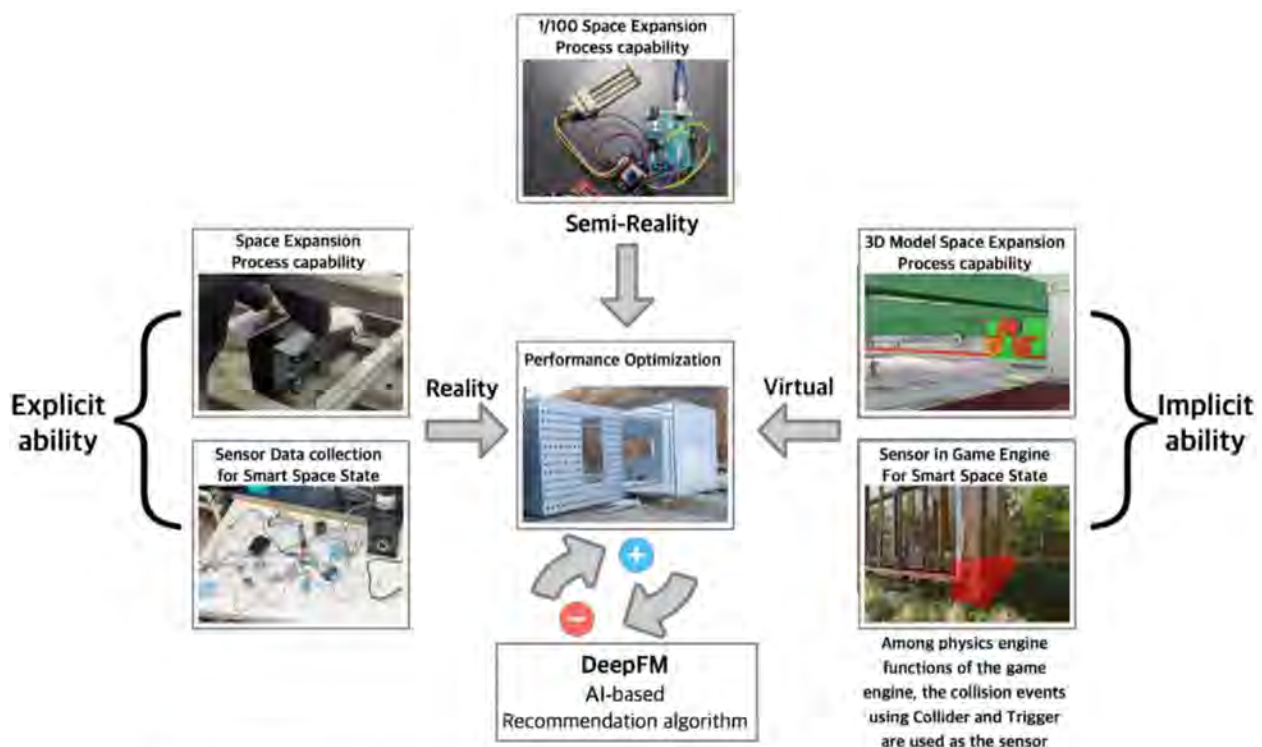 1/100 Space Expansion
Process capability
Semi-Reality
Space Expansion
Process capability
3D Model Space Expansion
Process capability
Performance Optimization
Reality
Virtual
Explicit
ability
Implicit
ability
Sensor Data collection
for Smart Space State
Sensor in Game Engine
For Smart Space State
DeepFM
AI-based
Recommendation algorithm
Among physics engine
functions of the game
engine, the collision events
using Collider and Trigger
are used as the sensor